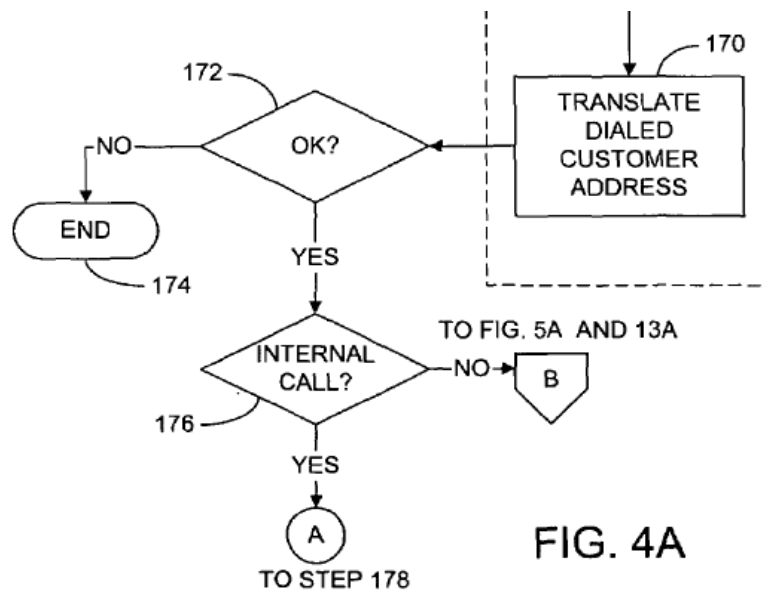 170
172
TRANSLATE
DIALED
CUSTOMER
ADDRESS
OK?
NO
END
YES
174
TO FIG. 5A AND 13A
INTERNAL
CALL?
NO
B
176
YES
A
FIG. 4A
TO STEP 178